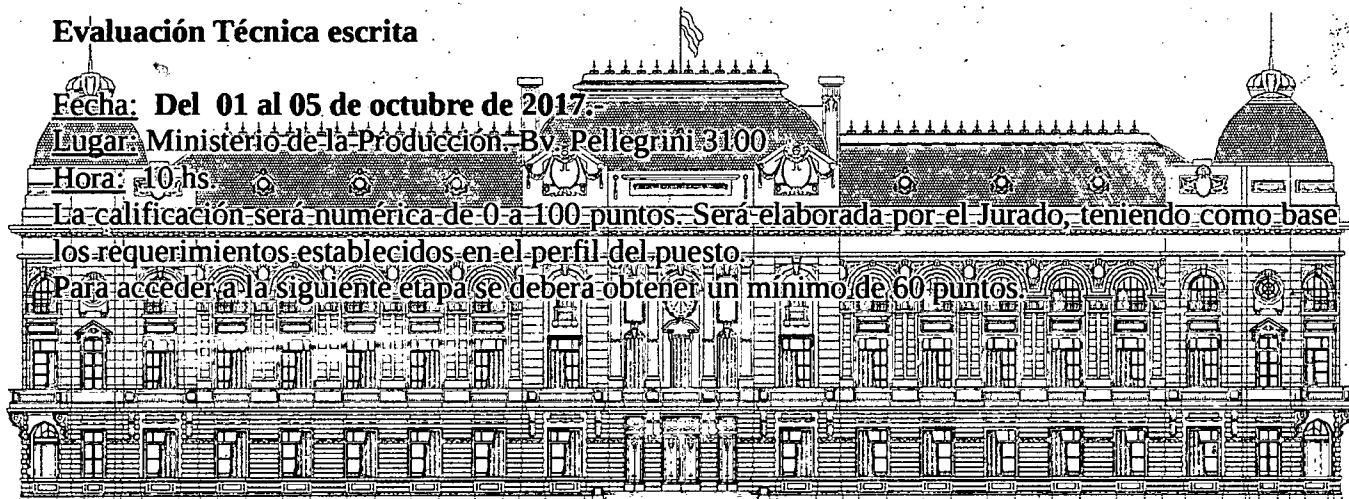 Evaluación Técnica escrita
Fecha: Del 01 al 05 de octubre de 2017.
Lugar: Ministerio de la Producción. Bv. Pellegrini 3100
Hora: 10 hs.
La calificación será numérica de 0 a 100 puntos. Será elaborada por el Jurado, teniendo como base
los requerimientos establecidos en el perfil del puesto.
Para acceder a la siguiente etapa se deberá obtener un mínimo de 60 puntos.